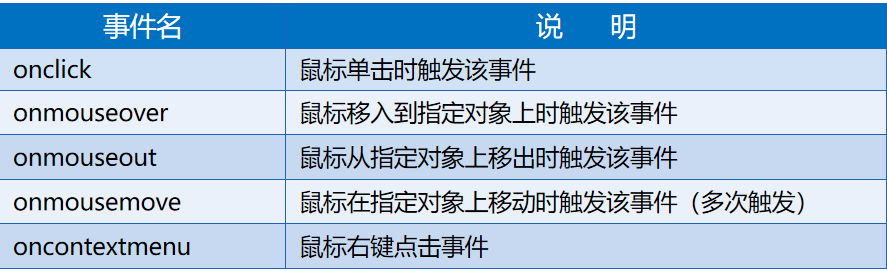 事件名 说 明
onclick 鼠标单击时触发该事件
onmouseover 鼠标移入到指定对象上时触发该事件
onmouseout 鼠标从指定对象上移出时触发该事件
onmousemove 鼠标在指定对象上移动时触发该事件（多次触发）
oncontextmenu 鼠标右键点击事件